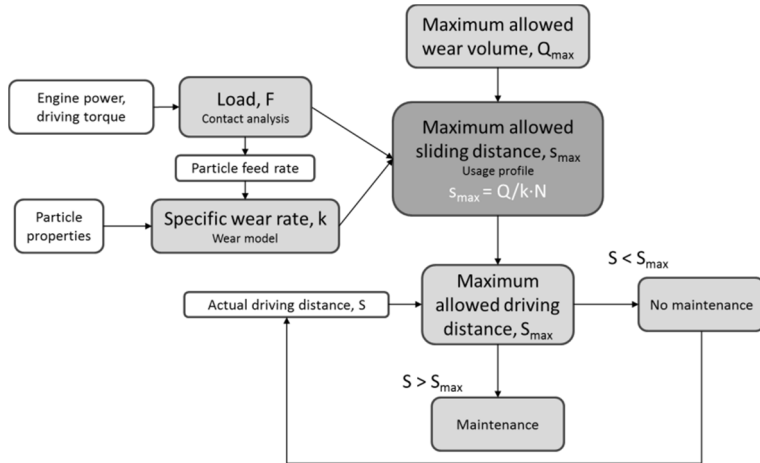 Maximum allowed
wear volume, Qmax
Engine power,
driving torque
Load, F
Contact analysis
Particle feed rate
Particle
properties
Specific wear rate, k
Wear model
Maximum allowed
sliding distance, smax
Usage profile
smax = Q/k·N
Actual driving distance, S
Maximum
allowed driving
distance, Smax
S < Smax
No maintenance
S > Smax
Maintenance